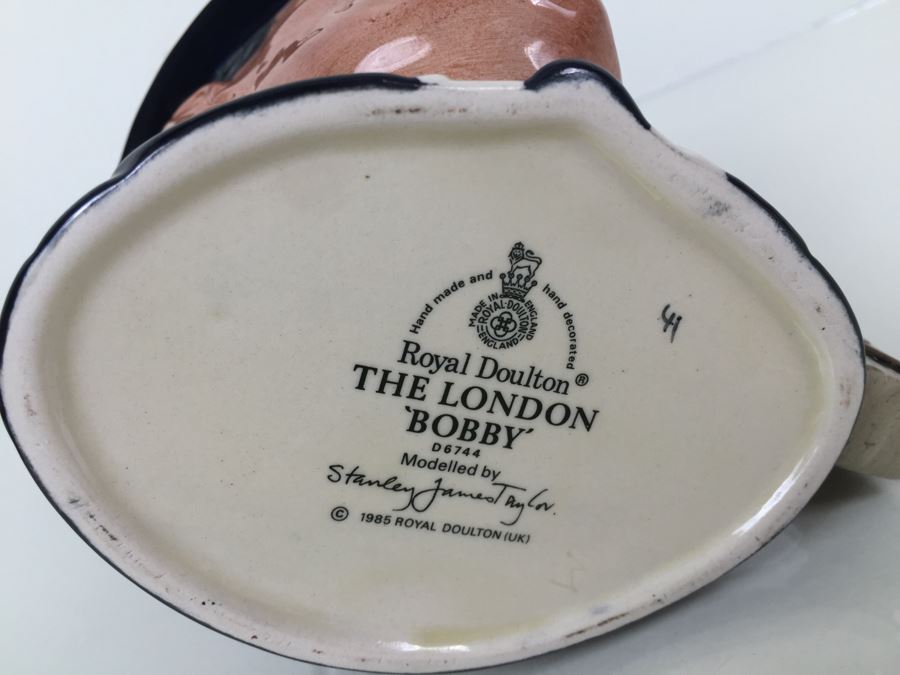 Hand made and hand decorated
MADE IN ENGLAND
ROYAL·DOULTON
ENGLAND
Royal Doulton ®
THE LONDON
'BOBBY'
D6744
Modelled by
Stanley James Taylor.
© 1985 ROYAL DOULTON (UK)